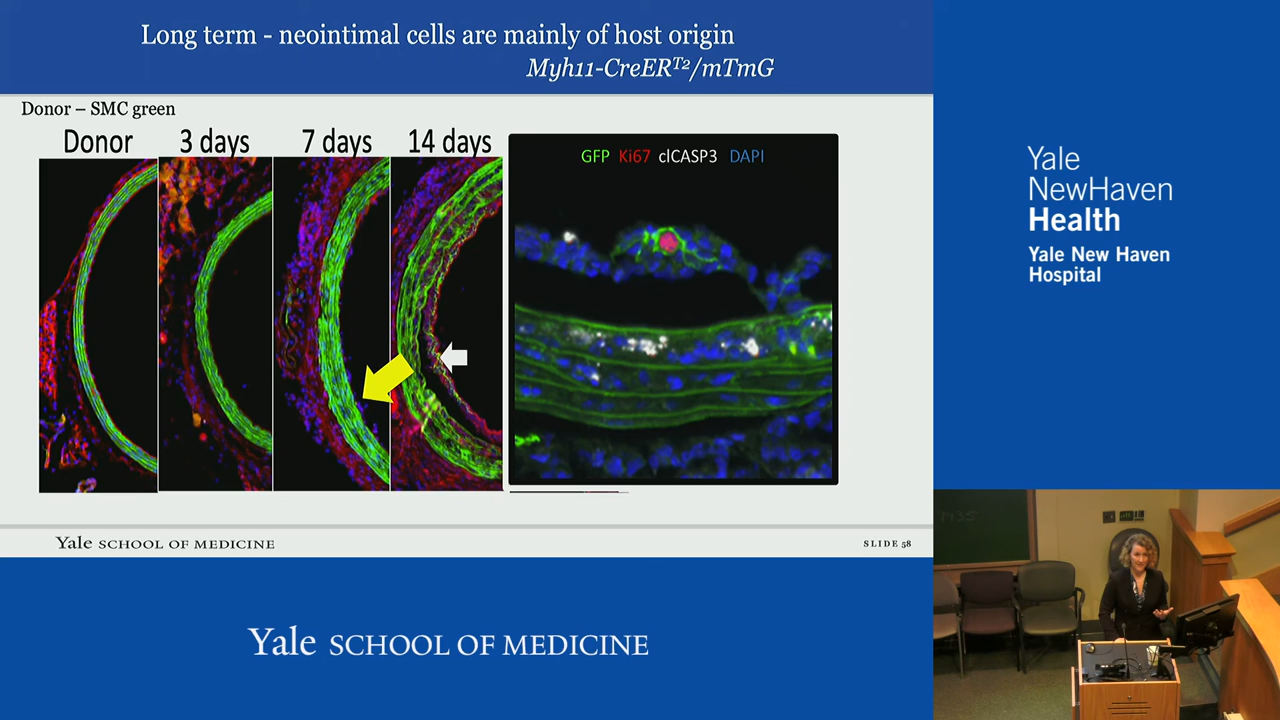 Long term - neointimal cells are mainly of host origin
Myh11-CreERT2/mTmG
Donor – SMC green
Donor
3 days
7 days
14 days
GFP Ki67 clCASP3 DAPI
Yale SCHOOL OF MEDICINE
SLIDE 58
Yale
NewHaven
Health
Yale New Haven
Hospital
Yale SCHOOL OF MEDICINE